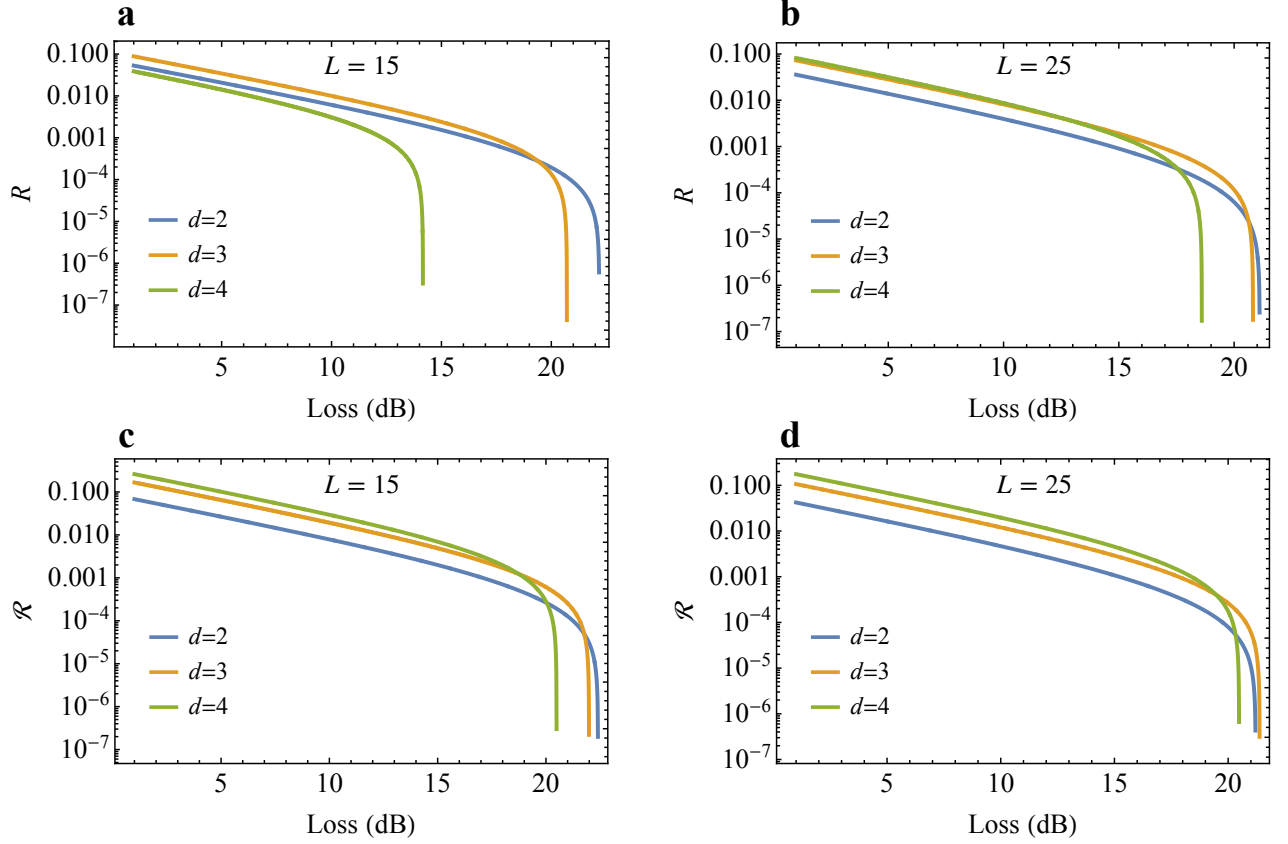 a
L = 15
0.100
0.010
0.001
10⁻⁴
10⁻⁵
10⁻⁶
10⁻⁷
R
d=2
d=3
d=4
5 10 15 20
Loss (dB)
b
L = 25
0.100
0.010
0.001
10⁻⁴
10⁻⁵
10⁻⁶
10⁻⁷
R
d=2
d=3
d=4
5 10 15 20
Loss (dB)
c
L = 15
0.100
0.010
0.001
10⁻⁴
10⁻⁵
10⁻⁶
10⁻⁷
ℛ
d=2
d=3
d=4
5 10 15 20
Loss (dB)
d
L = 25
0.100
0.010
0.001
10⁻⁴
10⁻⁵
10⁻⁶
10⁻⁷
ℛ
d=2
d=3
d=4
5 10 15 20
Loss (dB)